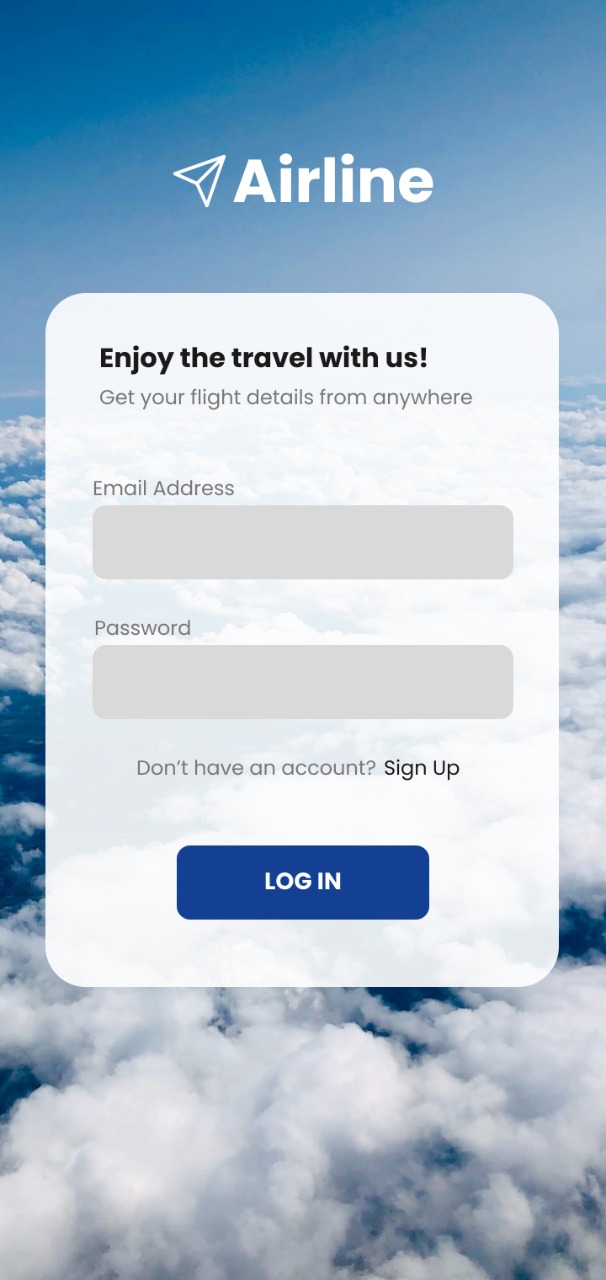 Airline
Enjoy the travel with us!
Get your flight details from anywhere
Email Address
Password
Don’t have an account? Sign Up
LOG IN